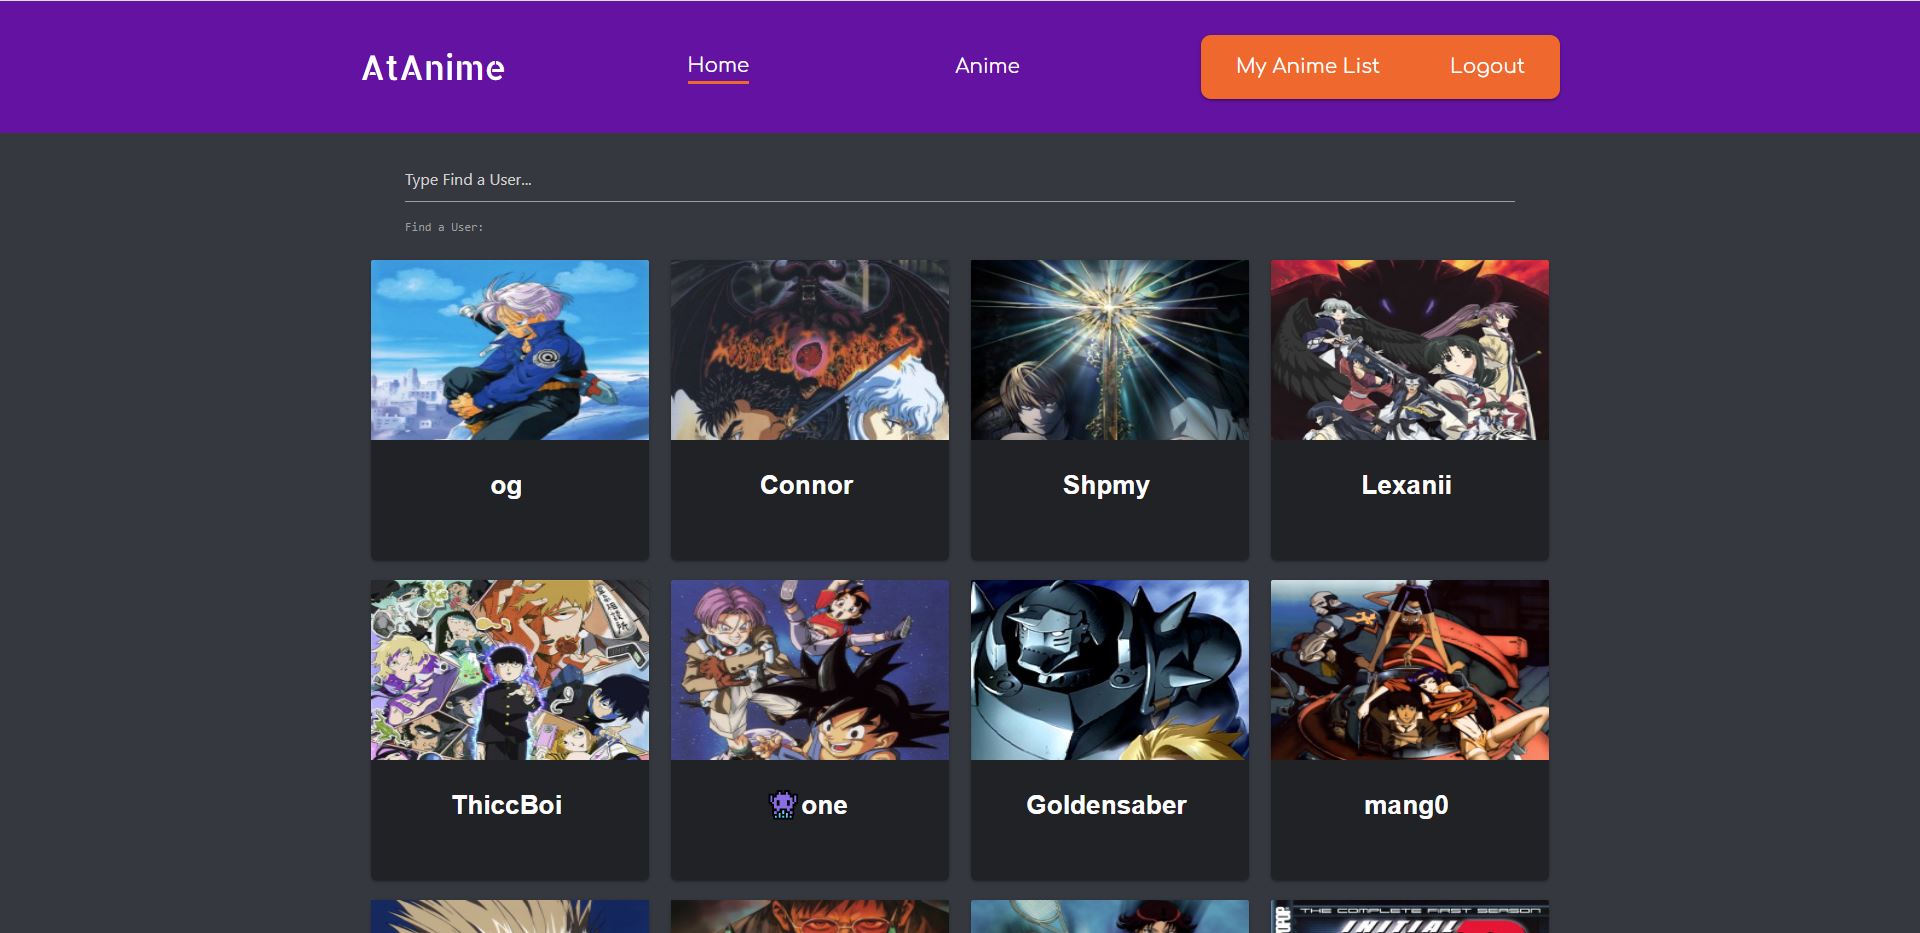 AtAnime
Home
Anime
My Anime List
Logout
Type Find a User...
Find a User:
og
Connor
Shpmy
Lexanii
ThiccBoi
👾one
Goldensaber
mang0
THE COMPLETE FIRST SEASON
INITIAL